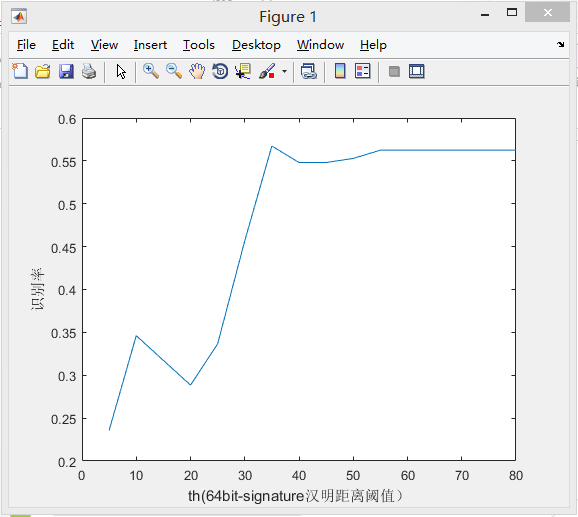 Figure 1
File Edit View Insert Tools Desktop Window Help
0.6
0.55
0.5
0.45
0.4
0.35
0.3
0.25
0.2
识别率
0 10 20 30 40 50 60 70 80
th(64bit-signature汉明距离阈值）